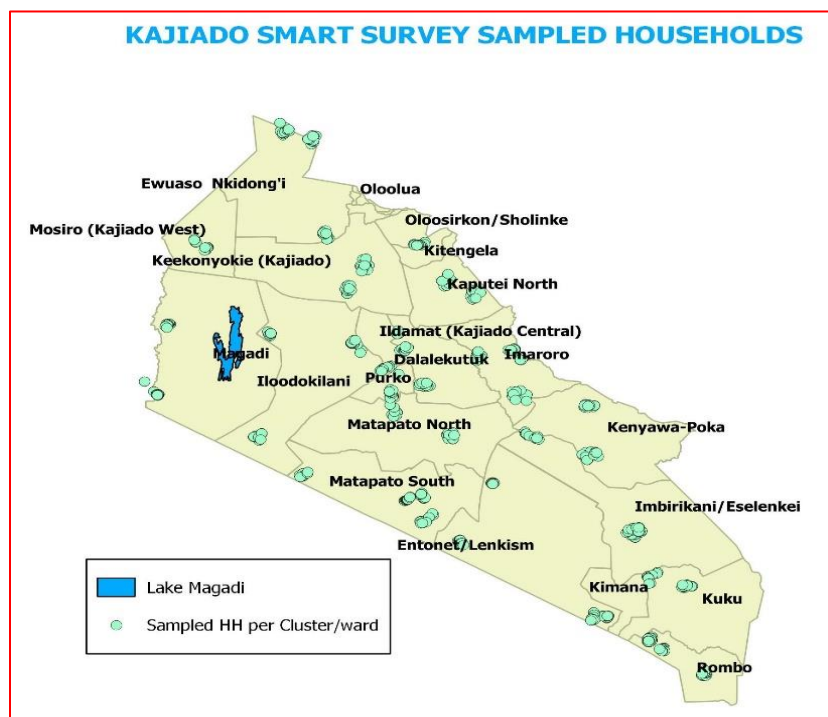 KAJIADO SMART SURVEY SAMPLED HOUSEHOLDS
Ewuaso Nkidong'i
Oloolua
Oloosirkon/Sholinke
Mosiro (Kajiado West)
Kitengela
Keekonyokie (Kajiado)
Kaputei North
Ildamat (Kajiado Central)
Magadi
Dalalekutuk
Imaroro
Iloodokilani
Purko
Matapato North
Kenyawa-Poka
Matapato South
Imbirikani/Eselenkei
Entonet/Lenkism
Kimana
Kuku
Rombo
Lake Magadi
Sampled HH per Cluster/ward